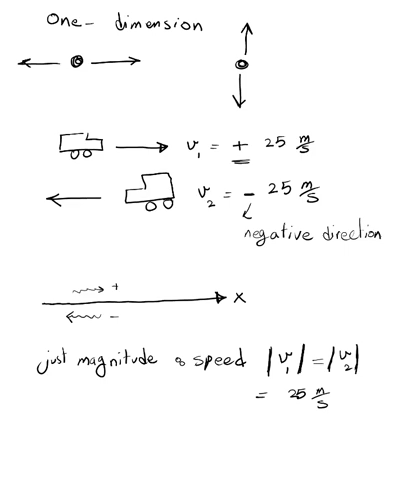 One- dimension
v₁ = + 25 m/s
v₂ = - 25 m/s
negative direction
+
x
-
just magnitude : speed |v₁| = |v₂|
= 25 m/s